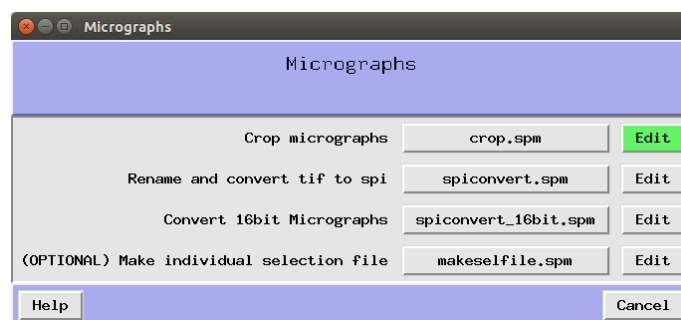 Micrographs
Micrographs
Crop micrographs crop.spm Edit
Rename and convert tif to spi spiconvert.spm Edit
Convert 16bit Micrographs spiconvert_16bit.spm Edit
(OPTIONAL) Make individual selection file makeselfile.spm Edit
Help Cancel